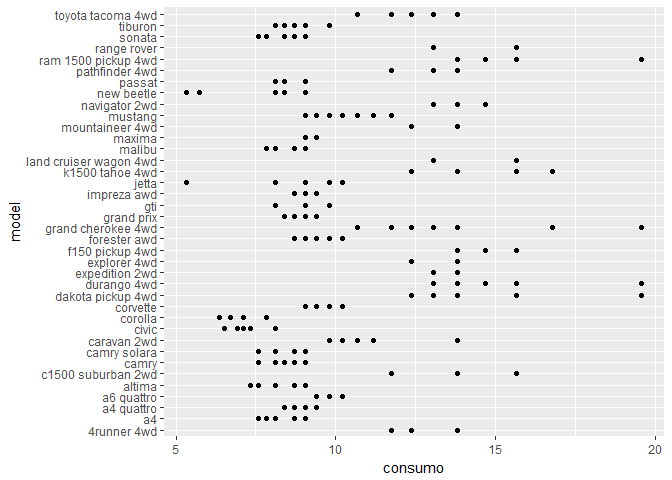 toyota tacoma 4wd
tiburon
sonata
range rover
ram 1500 pickup 4wd
pathfinder 4wd
passat
new beetle
navigator 2wd
mustang
mountaineer 4wd
maxima
malibu
land cruiser wagon 4wd
k1500 tahoe 4wd
jetta
impreza awd
gti
grand prix
grand cherokee 4wd
forester awd
f150 pickup 4wd
explorer 4wd
expedition 2wd
durango 4wd
dakota pickup 4wd
corvette
corolla
civic
caravan 2wd
camry solara
camry
c1500 suburban 2wd
altima
a6 quattro
a4 quattro
a4
4runner 4wd
model
5 10 15 20
consumo